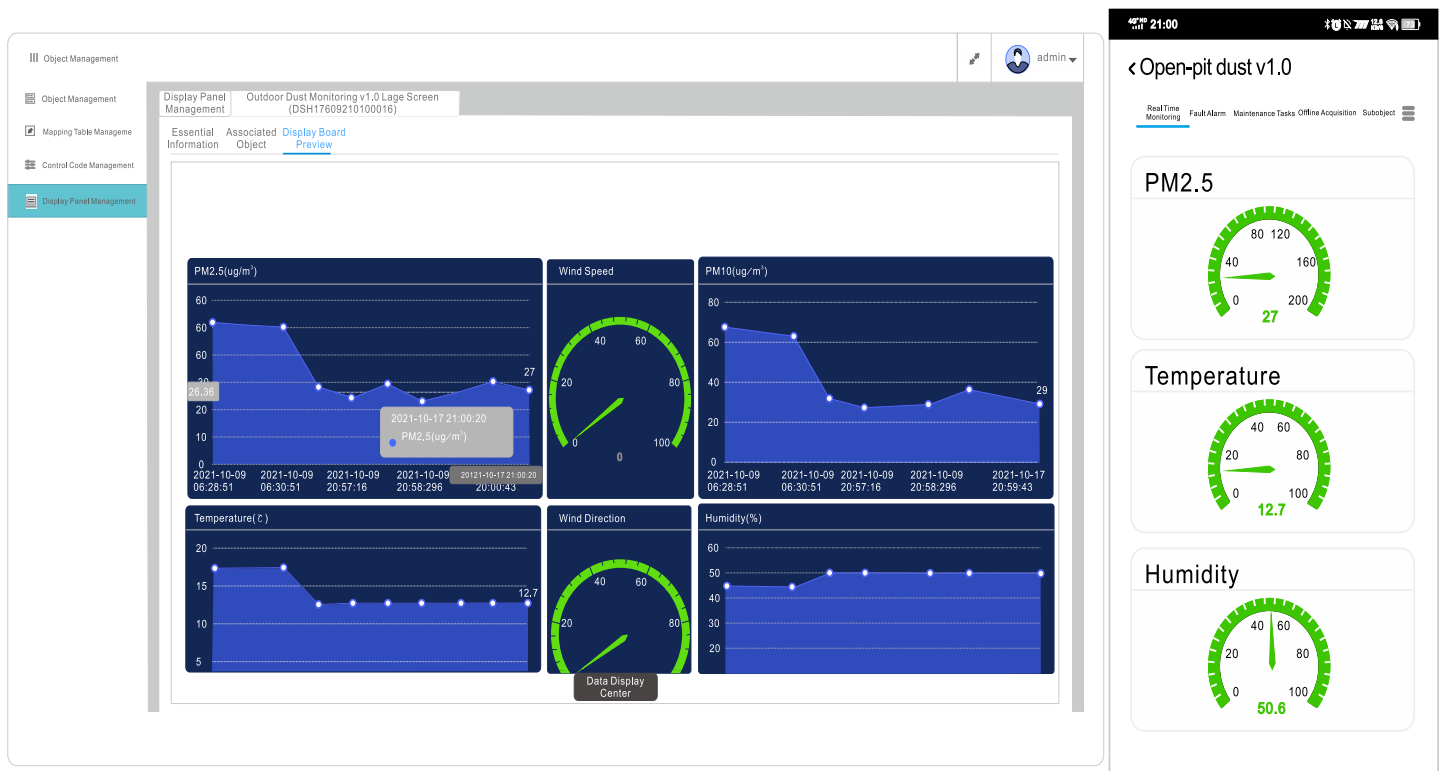 Object Management
admin
Object Management
Mapping Table Manageme
Control Code Management
Display Panel Management
Display Panel
Management
Outdoor Dust Monitoring v1,0 Lage Screen
(DSH17609210100016)
Essential
Information
Associated
Object
Display Board
Preview
PM2.5(ug/m³)
60
60
60
20
10
0
26.36
27
2021-10-17 21:00:20
PM2,5(ug/m³)
20121-10-17 21:00:20
2021-10-09
06:28:51
2021-10-09
06:30:51
2021-10-09
20:57:16
2021-10-09
20:58:296
20:00:43
Wind Speed
40 60
20 80
0 100
0
PM10(ug/m³)
80
60
40
20
0
29
2021-10-09
06:28:51
2021-10-09
06:30:51
2021-10-09
20:57:16
2021-10-09
20:58:296
2021-10-17
20:59:43
Temperature(℃)
20
15
10
5
12.7
Wind Direction
40 60
20 80
Data Display
Center
Humidity(%)
60
50
40
30
20
4G HD 21:00
Open-pit dust v1.0
Real Time
Monitoring
Fault Alarm
Maintenance Tasks
Offline Acquisition
Subobject
PM2.5
80 120
40 160
0 200
27
Temperature
40 60
20 80
0 100
12.7
Humidity
40 60
20 80
0 100
50.6